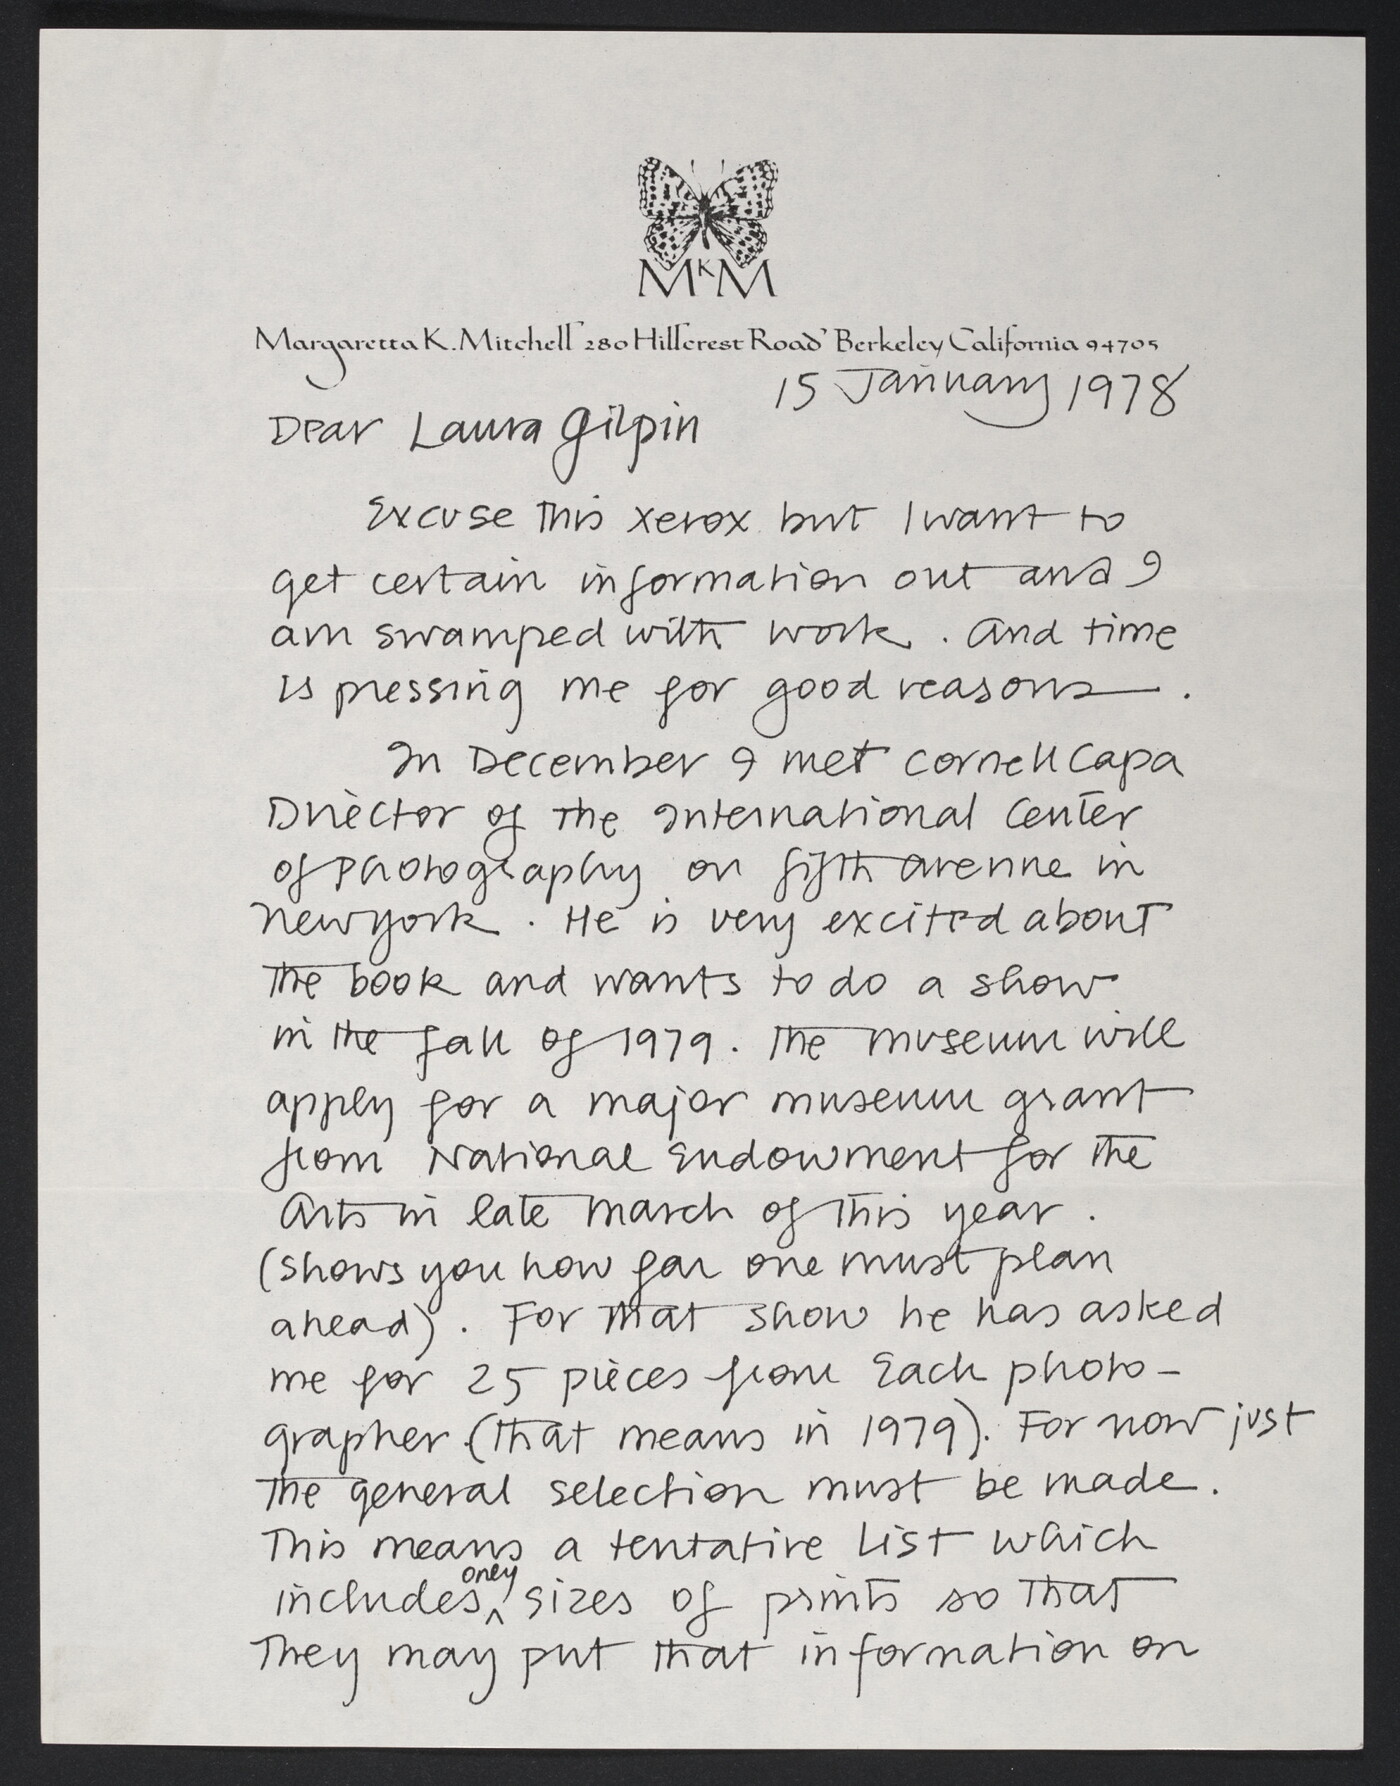 MKM
Margaretta K. Mitchell 280 Hillcrest Road Berkeley California 94705
15 January 1978
Dear Laura Gilpin
Excuse this xerox but I want to
get certain information out and I
am swamped with work. And time
is pressing me for good reasons.
In December I met Cornell Capa
Director of the International Center
of Photography on fifth avenue in
new york. He is very excited about
the book and wants to do a show
in the fall of 1979. The museum will
apply for a major museum grant
from National Endowment for the
Arts in late March of this year.
(shows you how far one must plan
ahead). For that show he has asked
me for 25 pieces from each photo-
grapher (that means in 1979). For now just
the general selection must be made.
This means a tentative list which
includes only sizes of prints so that
they may put that information on